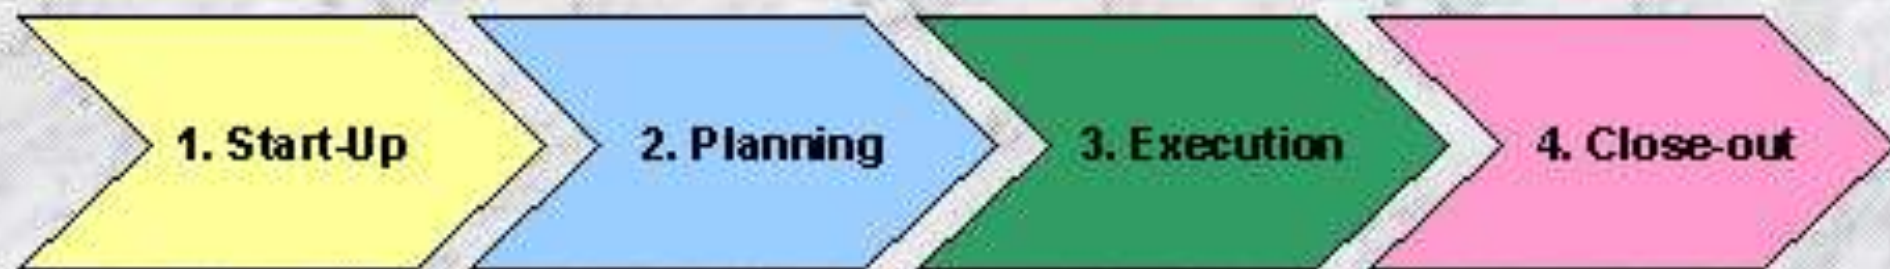 1. Start-Up
2. Planning
3. Execution
4. Close-out